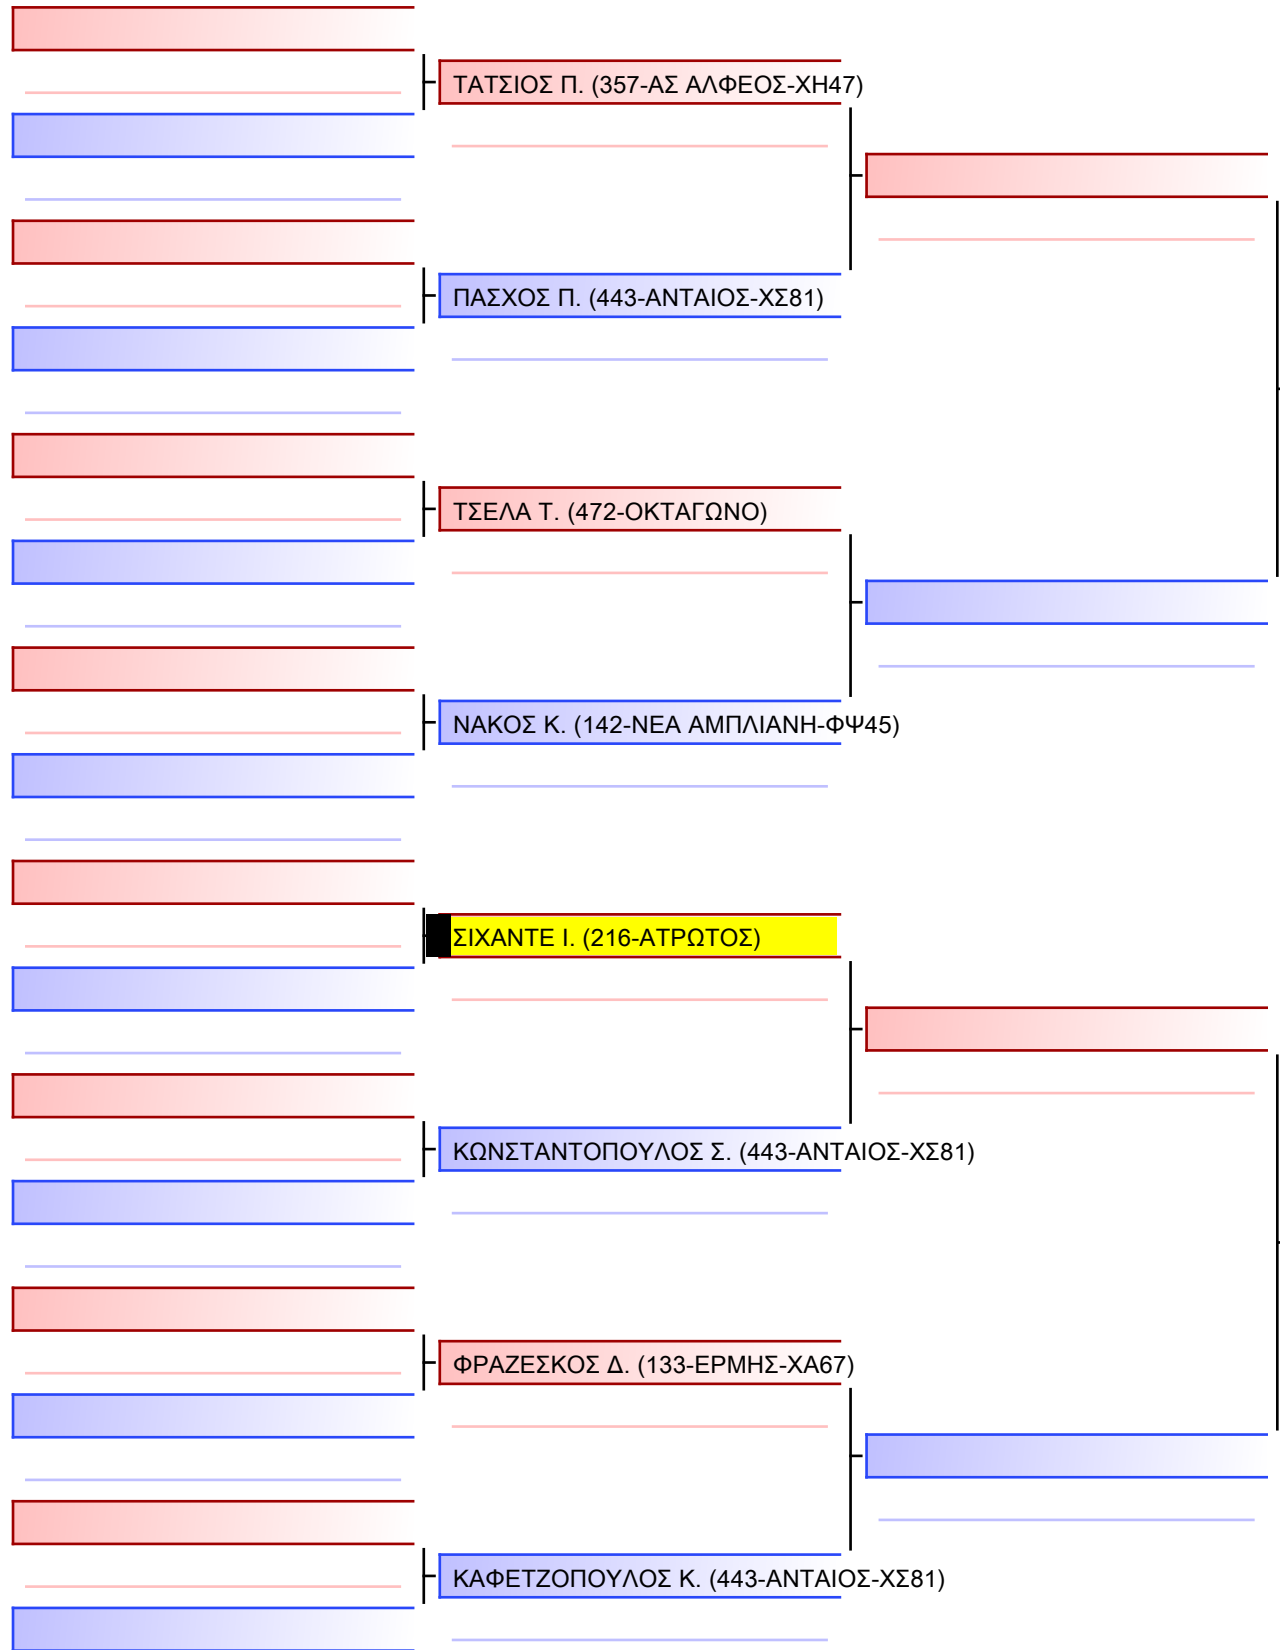 ΤΑΤΣΙΟΣ Π. (357-ΑΣ ΑΛΦΕΟΣ-ΧΗ47)
ΠΑΣΧΟΣ Π. (443-ΑΝΤΑΙΟΣ-ΧΣ81)
ΤΣΕΛΑ Τ. (472-ΟΚΤΑΓΩΝΟ)
ΝΑΚΟΣ Κ. (142-ΝΕΑ ΑΜΠΛΙΑΝΗ-ΦΨ45)
ΣΙΧΑΝΤΕ Ι. (216-ΑΤΡΩΤΟΣ)
ΚΩΝΣΤΑΝΤΟΠΟΥΛΟΣ Σ. (443-ΑΝΤΑΙΟΣ-ΧΣ81)
ΦΡΑΖΕΣΚΟΣ Δ. (133-ΕΡΜΗΣ-ΧΑ67)
ΚΑΦΕΤΖΟΠΟΥΛΟΣ Κ. (443-ΑΝΤΑΙΟΣ-ΧΣ81)